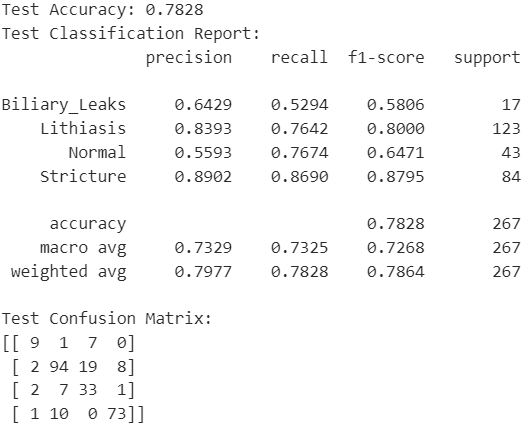 Test Accuracy: 0.7828
Test Classification Report:
precision recall f1-score support
Biliary_Leaks 0.6429 0.5294 0.5806 17
Lithiasis 0.8393 0.7642 0.8000 123
Normal 0.5593 0.7674 0.6471 43
Stricture 0.8902 0.8690 0.8795 84
accuracy 0.7828 267
macro avg 0.7329 0.7325 0.7268 267
weighted avg 0.7977 0.7828 0.7864 267
Test Confusion Matrix:
[[ 9 1 7 0]
[ 2 94 19 8]
[ 2 7 33 1]
[ 1 10 0 73]]